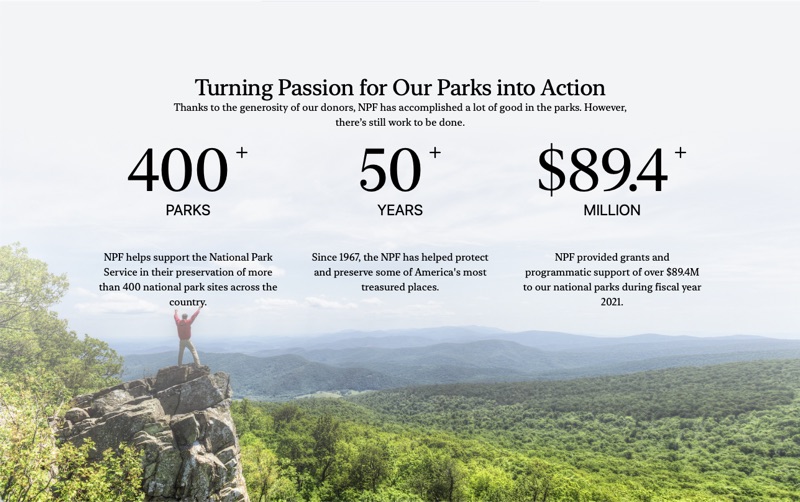 Turning Passion for Our Parks into Action
Thanks to the generosity of our donors, NPF has accomplished a lot of good in the parks. However,
there's still work to be done.
400+
PARKS
NPF helps support the National Park
Service in their preservation of more
than 400 national park sites across the
country.
50+
YEARS
Since 1967, the NPF has helped protect
and preserve some of America's most
treasured places.
$89.4+
MILLION
NPF provided grants and
programmatic support of over $89.4M
to our national parks during fiscal year
2021.